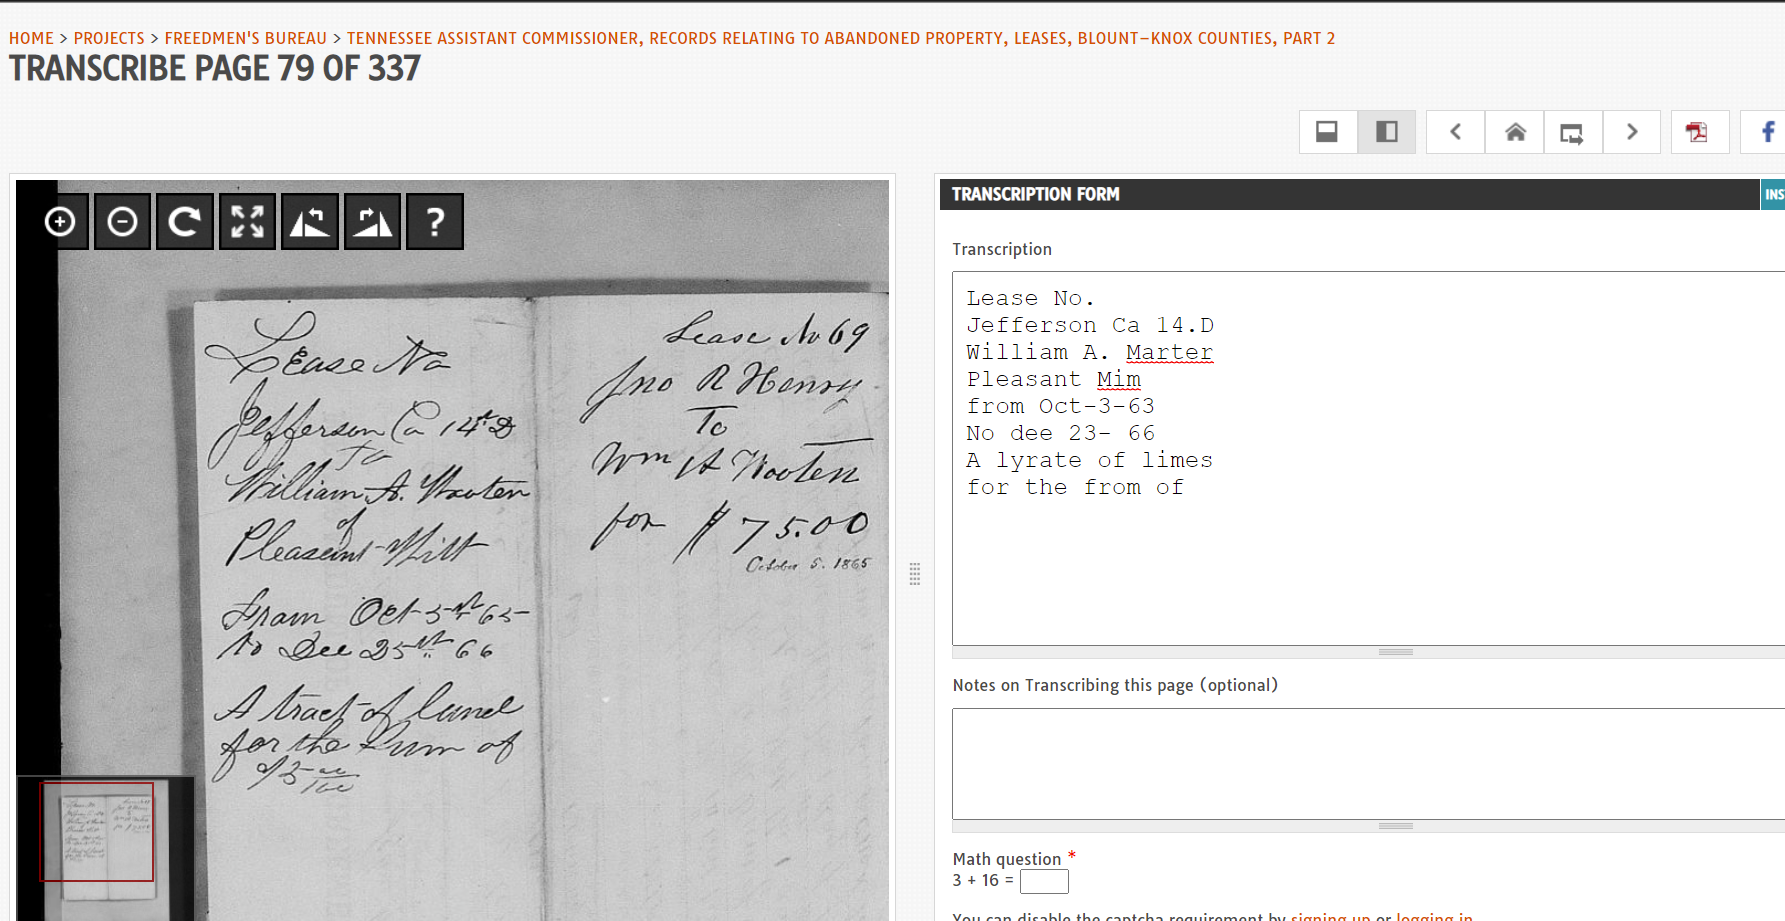 HOME > PROJECTS > FREEDMEN'S BUREAU > TENNESSEE ASSISTANT COMMISSIONER, RECORDS RELATING TO ABANDONED PROPERTY, LEASES, BLOUNT–KNOX COUNTIES, PART 2
TRANSCRIBE PAGE 79 OF 337
f
?
Lease No
Jefferson Co 14th D
To
William A. Wooten
of
Pleasant Hill
From Oct 5th 65
to Dec 25th 66
A tract of land
for the Sum of
75 00/100
Lease No 69
Jno R Henry
To
Wm A Wooten
for $75.00
October 5. 1865
TRANSCRIPTION FORM
INS
Transcription
Lease No.
Jefferson Ca 14.D
William A. Marter
Pleasant Mim
from Oct-3-63
No dee 23- 66
A lyrate of limes
for the from of
Notes on Transcribing this page (optional)
Math question *
3 + 16 =
You can disable the captcha requirement by signing up or logging in